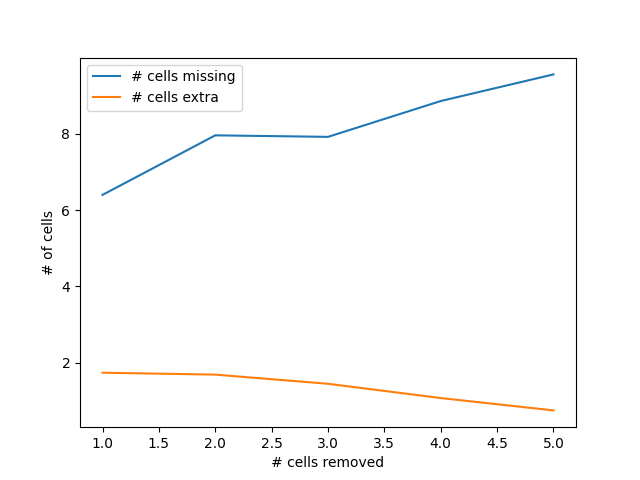 # cells missing
# cells extra
8
6
4
2
# of cells
1.0 1.5 2.0 2.5 3.0 3.5 4.0 4.5 5.0
# cells removed